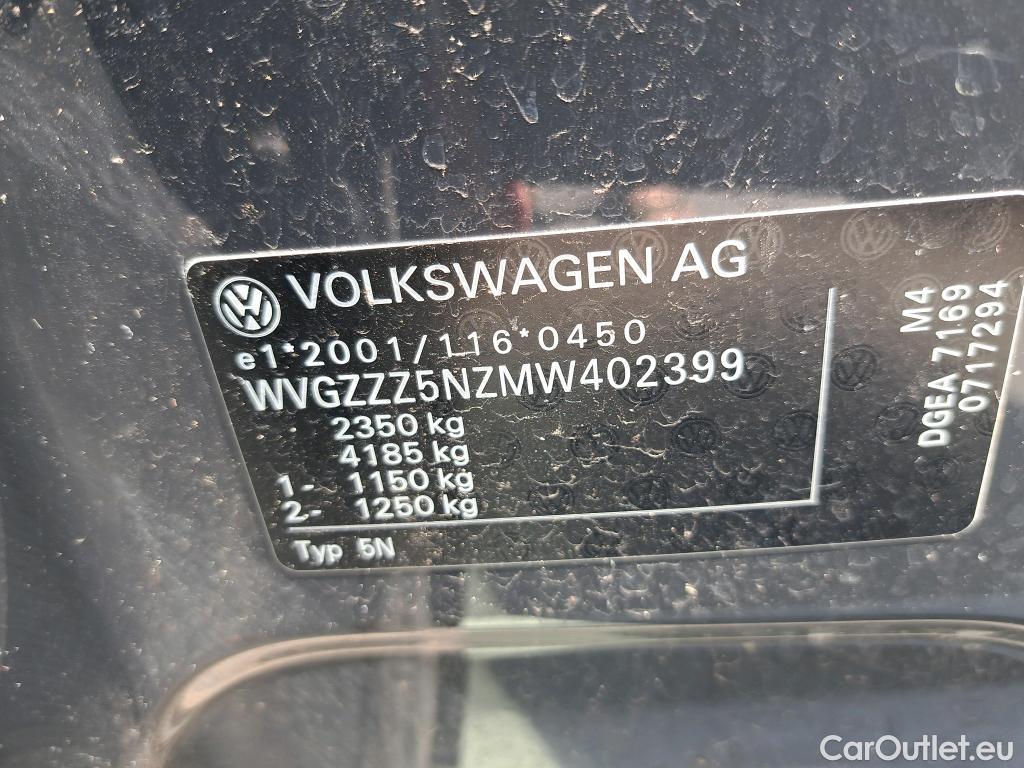 VOLKSWAGEN AG
e1*2001/116*0450
WVGZZZ5NZMW402399
2350 kg
4185 kg
1- 1150 kg
2.- 1250 kg
Typ 5N
M4
DGEA 7169
0717294
CarOutlet.eu